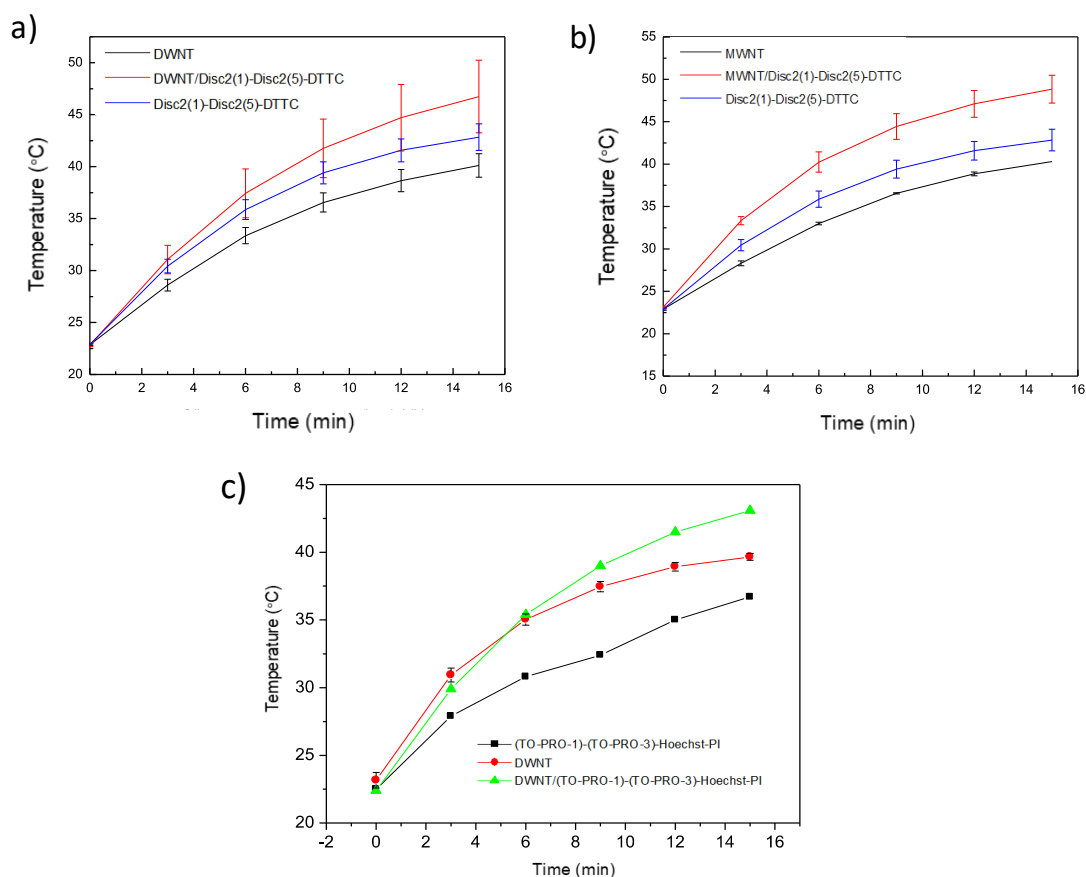 a)
DWNT
DWNT/Disc2(1)-Disc2(5)-DTTC
Disc2(1)-Disc2(5)-DTTC
50
45
40
35
30
25
20
Temperature (°C)
0 2 4 6 8 10 12 14 16
Time (min)
b)
MWNT
MWNT/Disc2(1)-Disc2(5)-DTTC
Disc2(1)-Disc2(5)-DTTC
55
50
45
40
35
30
25
20
15
Temperature (°C)
0 2 4 6 8 10 12 14 16
Time (min)
c)
45
40
35
30
25
20
Temperature (°C)
(TO-PRO-1)-(TO-PRO-3)-Hoechst-PI
DWNT
DWNT/(TO-PRO-1)-(TO-PRO-3)-Hoechst-PI
-2 0 2 4 6 8 10 12 14 16
Time (min)